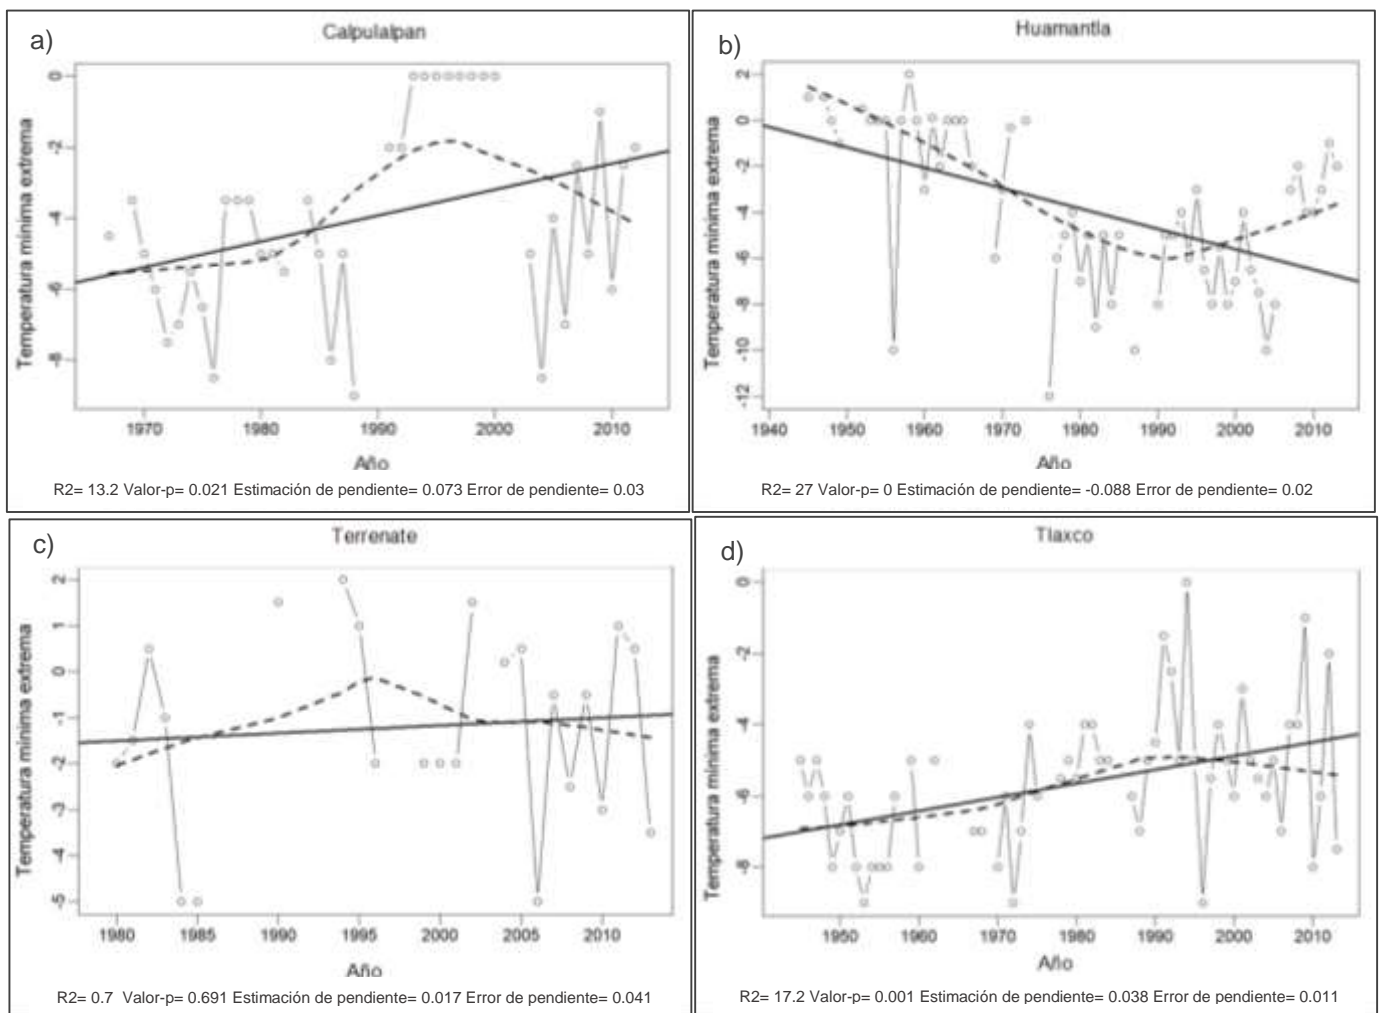 a)
Calpulalpan
Temperatura mínima extrema
0
-2
-4
-6
-8
1970 1980 1990 2000 2010
Año
R2= 13.2 Valor-p= 0.021 Estimación de pendiente= 0.073 Error de pendiente= 0.03
b)
Huamantla
Temperatura mínima extrema
2
0
-2
-4
-6
-8
-10
-12
1940 1950 1960 1970 1980 1990 2000 2010
Año
R2= 27 Valor-p= 0 Estimación de pendiente= -0.088 Error de pendiente= 0.02
c)
Terrenate
Temperatura mínima extrema
2
1
0
-1
-2
-3
-4
-5
1980 1985 1990 1995 2000 2005 2010
Año
R2= 0.7 Valor-p= 0.691 Estimación de pendiente= 0.017 Error de pendiente= 0.041
d)
Tlaxco
Temperatura mínima extrema
0
-2
-4
-6
-8
1950 1960 1970 1980 1990 2000 2010
Año
R2= 17.2 Valor-p= 0.001 Estimación de pendiente= 0.038 Error de pendiente= 0.011